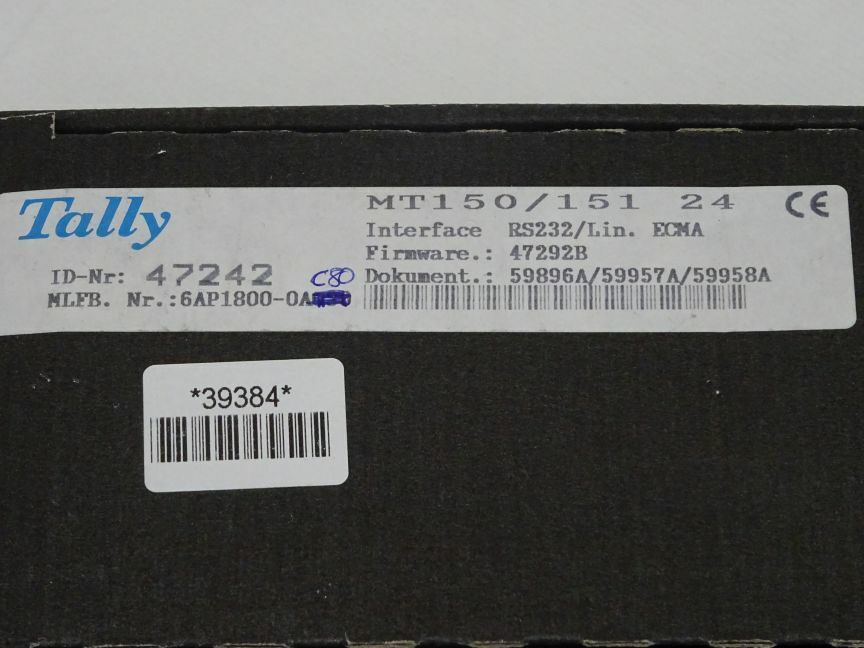 Tally
MT150/151 24
CE
Interface RS232/Lin. ECMA
Firmware.: 47292B
ID-Nr: 47242
C80
Dokument.: 59896A/59957A/59958A
MLFB. Nr.:6AP1800-0A
*39384*